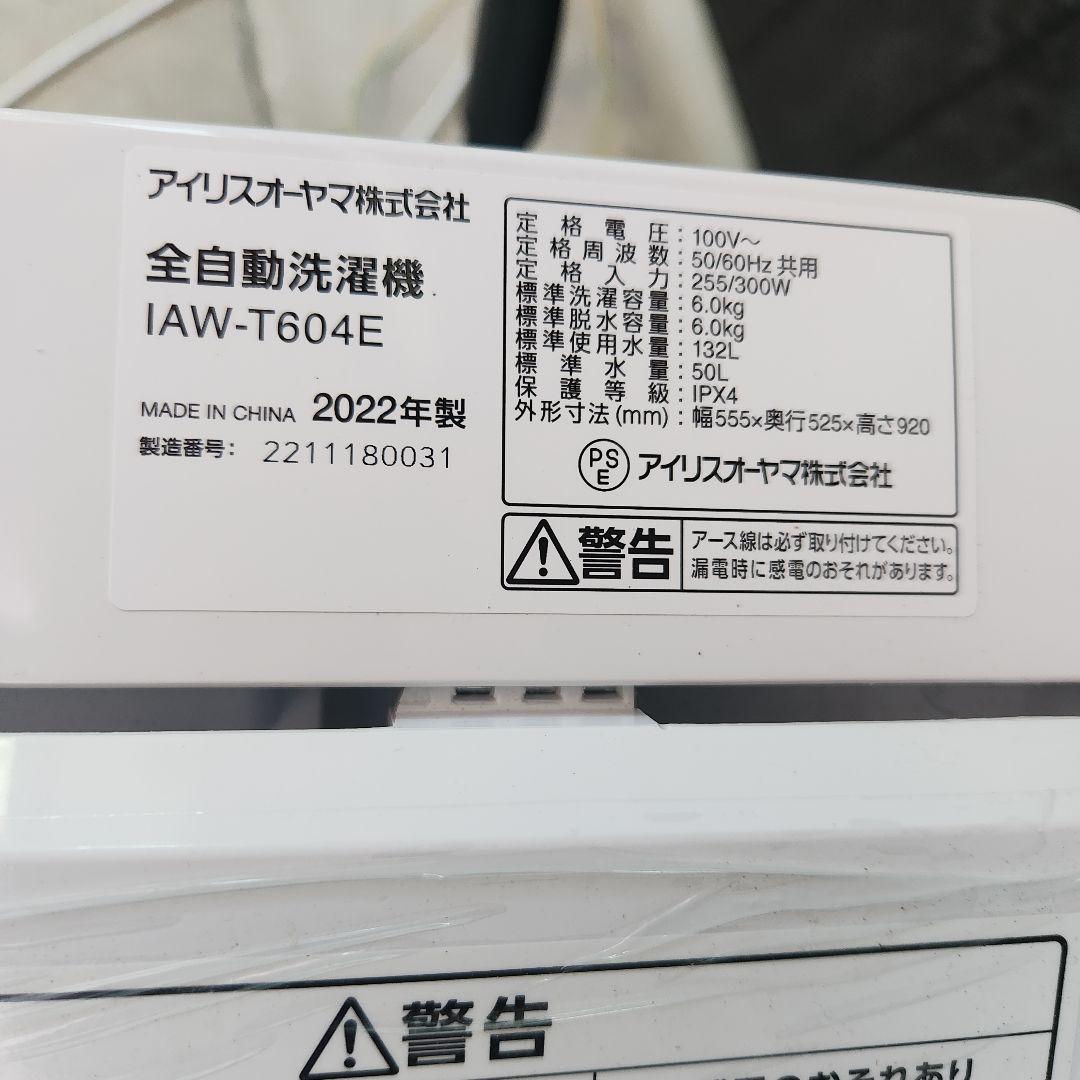 アイリスオーヤマ株式会社
全自動洗濯機
IAW-T604E
MADE IN CHINA 2022年製
製造番号: 2211180031
定格電圧:100V～
定格周波数:50/60Hz 共用
定格入力:255/300W
標準洗濯容量:6.0kg
標準脱水容量:6.0kg
標準使用水量:132L
標準水量:50L
保護等級:IPX4
外形寸法(mm):幅555×奥行525×高さ920
PSE アイリスオーヤマ株式会社
警告
アース線は必ず取り付けてください。
漏電時に感電のおそれがあります。
警告
のおそれあり